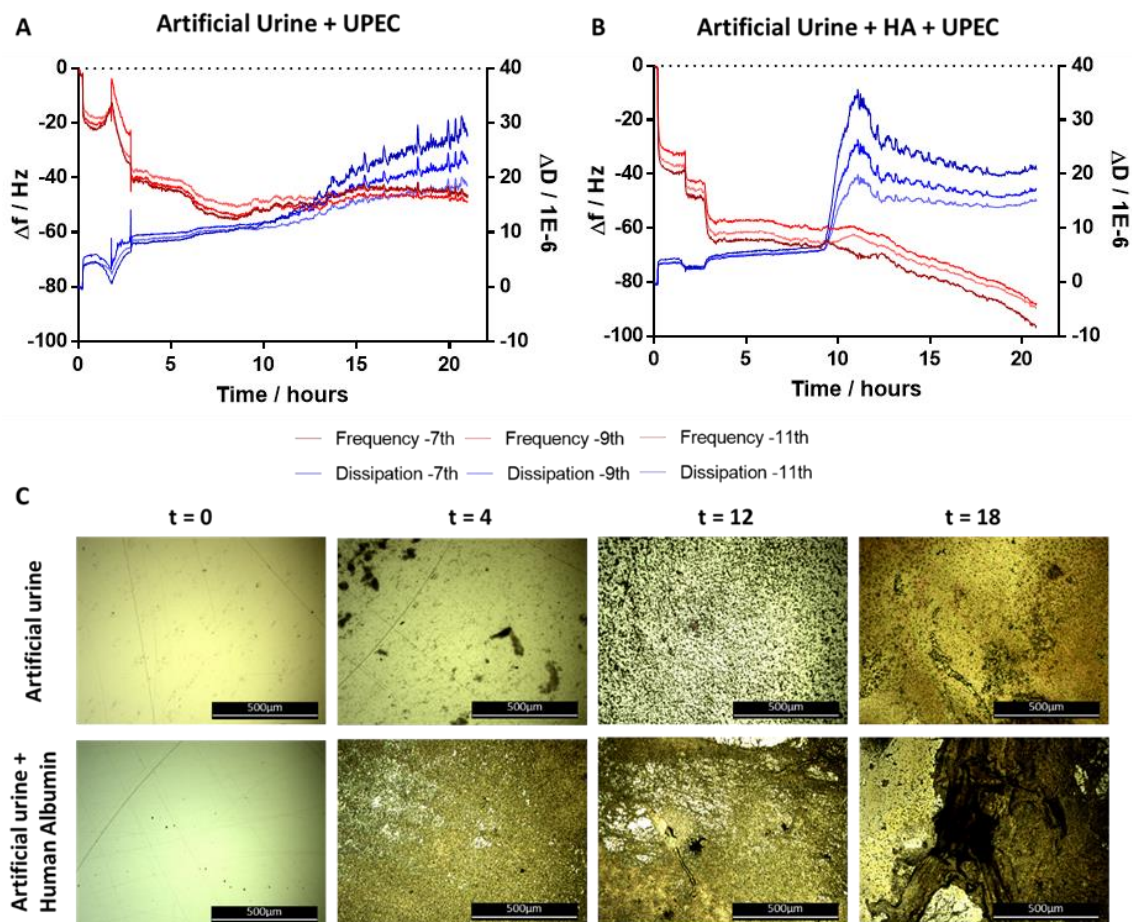 A
Artificial Urine + UPEC
0
-20
-40
-60
-80
-100
Δf / Hz
40
30
20
10
0
-10
ΔD / 1E-6
0 5 10 15 20
Time / hours
B
Artificial Urine + HA + UPEC
0
-20
-40
-60
-80
-100
Δf / Hz
40
30
20
10
0
-10
ΔD / 1E-6
0 5 10 15 20
Time / hours
Frequency -7th Frequency -9th Frequency -11th
Dissipation -7th Dissipation -9th Dissipation -11th
C
t = 0 t = 4 t = 12 t = 18
Artificial urine
500µm 500µm 500µm 500µm
Artificial urine +
Human Albumin
500µm 500µm 500µm 500µm